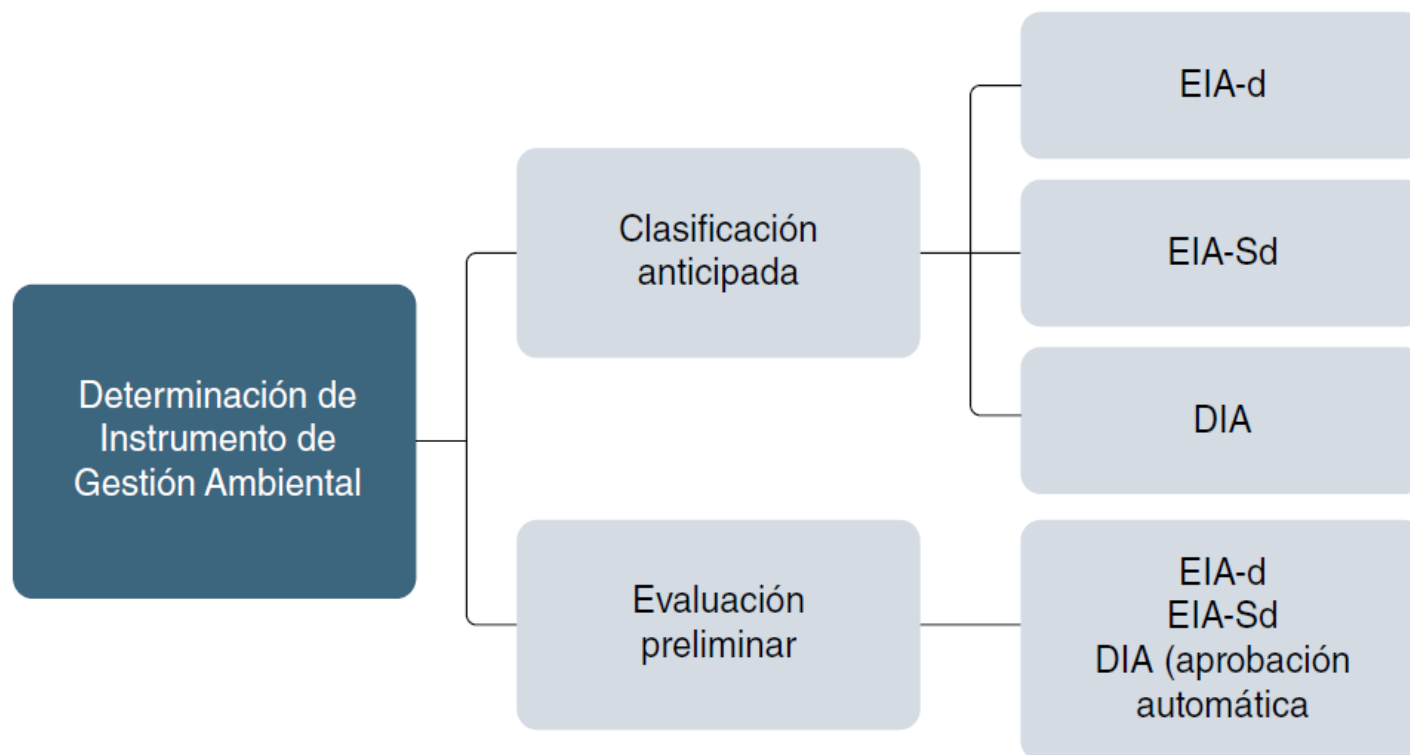 Determinación de
Instrumento de
Gestión Ambiental
Clasificación
anticipada
EIA-d
EIA-Sd
DIA
Evaluación
preliminar
EIA-d
EIA-Sd
DIA (aprobación
automática